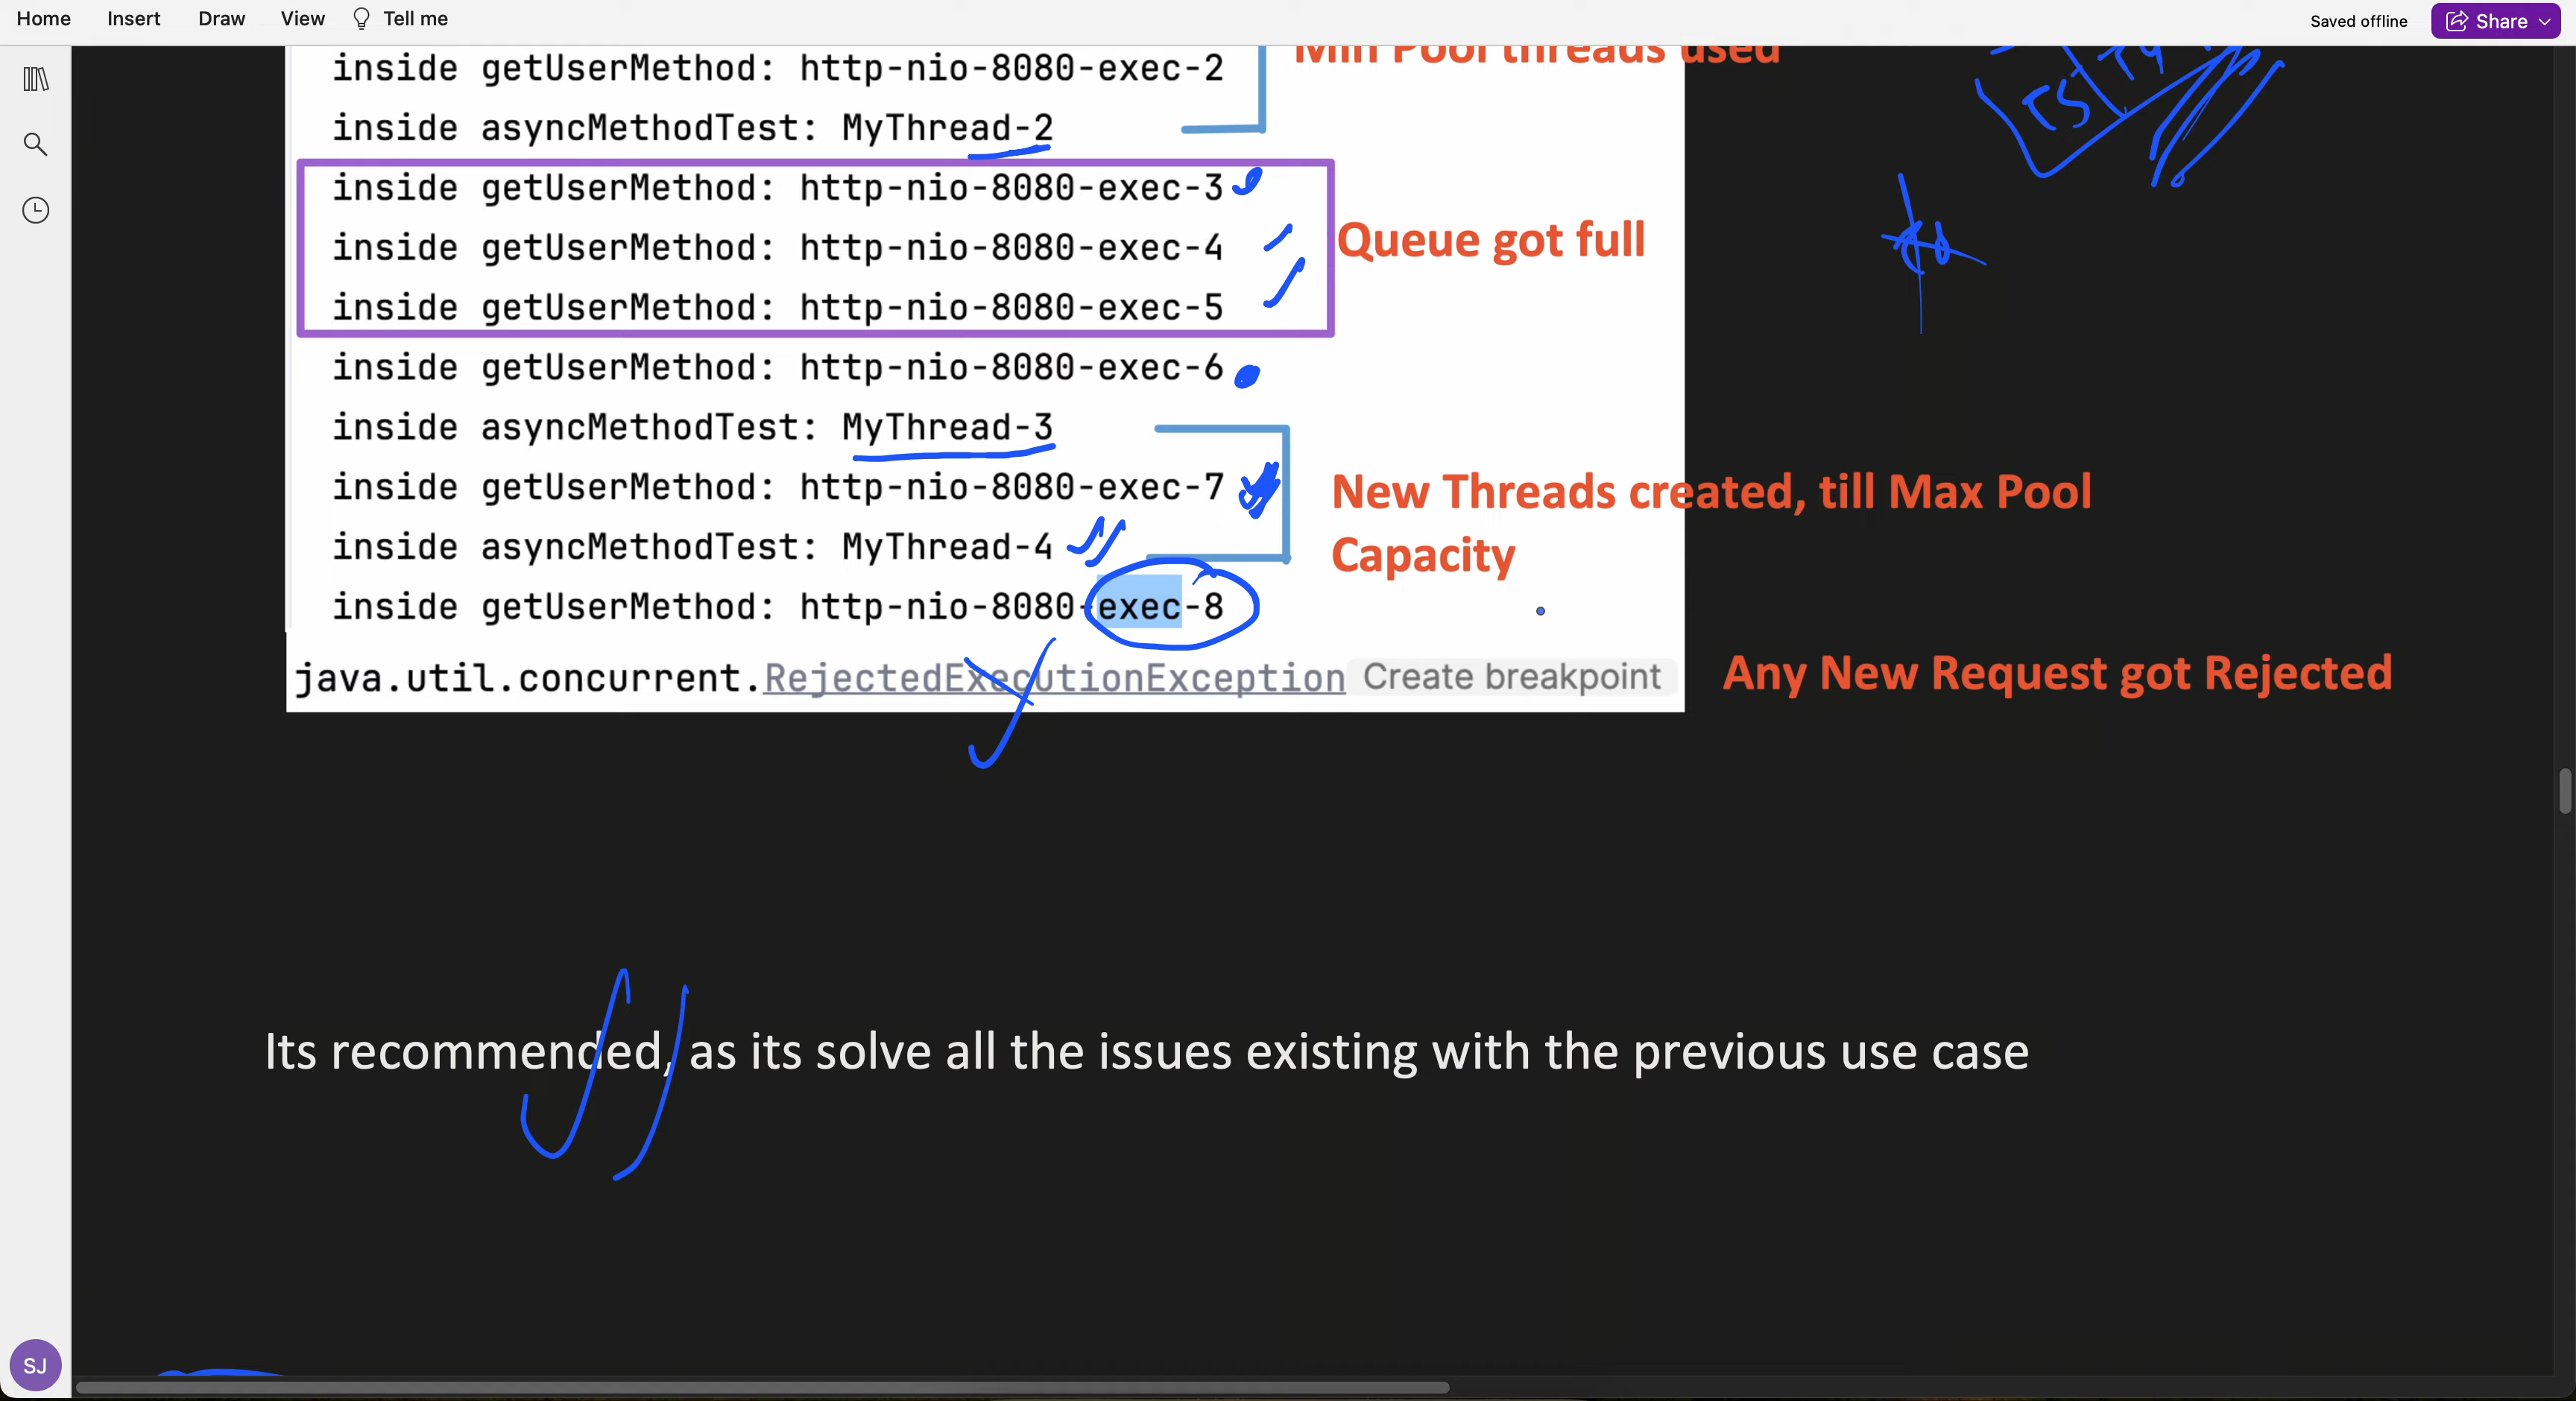 Home Insert Draw View Tell me
Saved offline Share
Min Pool threads used
inside getUserMethod: http-nio-8080-exec-2
inside asyncMethodTest: MyThread-2
inside getUserMethod: http-nio-8080-exec-3
inside getUserMethod: http-nio-8080-exec-4
Queue got full
inside getUserMethod: http-nio-8080-exec-5
inside getUserMethod: http-nio-8080-exec-6
inside asyncMethodTest: MyThread-3
inside getUserMethod: http-nio-8080-exec-7
New Threads created, till Max Pool
Capacity
inside asyncMethodTest: MyThread-4
inside getUserMethod: http-nio-8080-exec-8
java.util.concurrent.RejectedExecutionException Create breakpoint
Any New Request got Rejected
Its recommended, as its solve all the issues existing with the previous use case
SJ